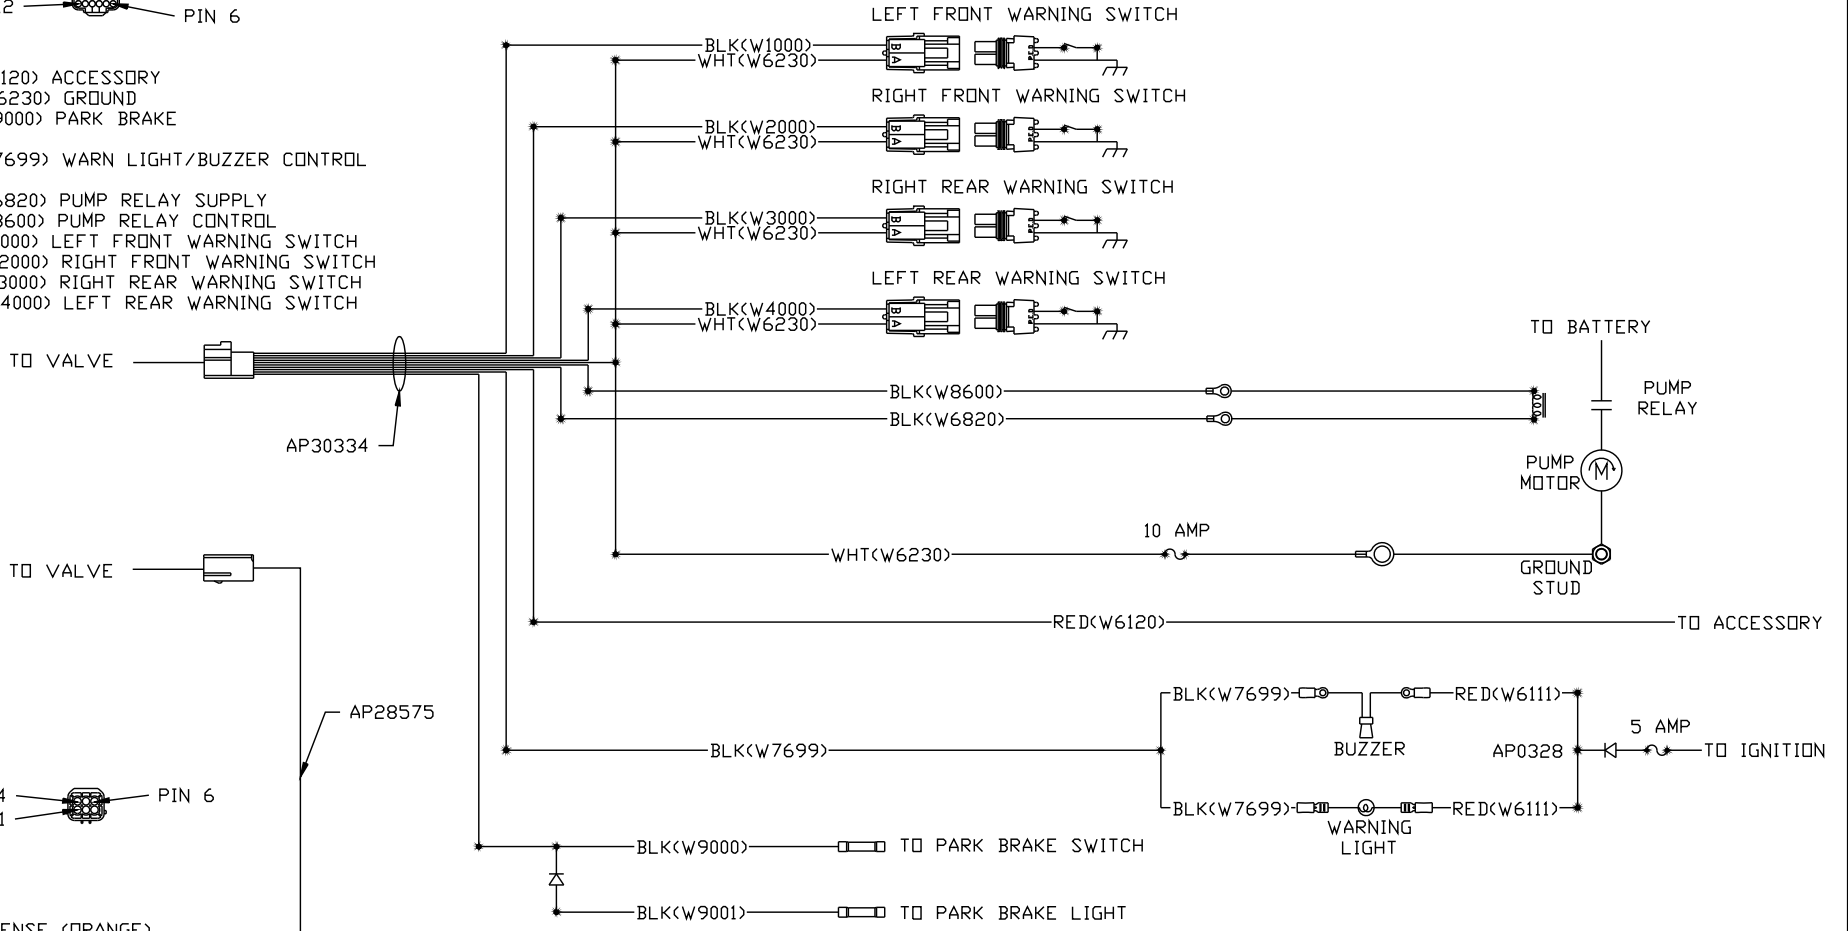 PIN 6
120) ACCESSORY
6230) GROUND
9000) PARK BRAKE
7699) WARN LIGHT/BUZZER CONTROL
6820) PUMP RELAY SUPPLY
8600) PUMP RELAY CONTROL
000) LEFT FRONT WARNING SWITCH
2000) RIGHT FRONT WARNING SWITCH
3000) RIGHT REAR WARNING SWITCH
4000) LEFT REAR WARNING SWITCH
LEFT FRONT WARNING SWITCH
BLK(W1000)
WHT(W6230)
B
A
RIGHT FRONT WARNING SWITCH
BLK(W2000)
WHT(W6230)
B
A
RIGHT REAR WARNING SWITCH
BLK(W3000)
WHT(W6230)
B
A
LEFT REAR WARNING SWITCH
BLK(W4000)
WHT(W6230)
B
A
TO VALVE
AP30334
BLK(W8600)
BLK(W6820)
TO BATTERY
PUMP
RELAY
PUMP
MOTOR
M
10 AMP
WHT(W6230)
GROUND
STUD
TO VALVE
RED(W6120)
TO ACCESSORY
AP28575
BLK(W7699)
BLK(W7699)
RED(W6111)
BUZZER
AP0328
5 AMP
TO IGNITION
BLK(W7699)
RED(W6111)
WARNING
LIGHT
4
PIN 6
1
BLK(W9000)
TO PARK BRAKE SWITCH
BLK(W9001)
TO PARK BRAKE LIGHT
ENSE (ORANGE)